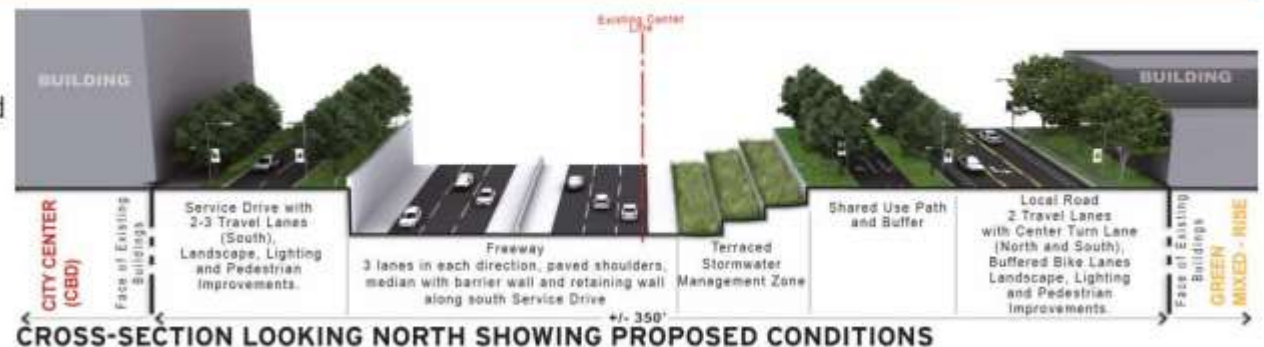 Existing Center
Line
BUILDING
BUILDING
CITY CENTER
(CBD)
Face of Existing
Buildings
Service Drive with
2-3 Travel Lanes
(South),
Landscape, Lighting
and Pedestrian
Improvements.
Freeway
3 lanes in each direction, paved shoulders,
median with barrier wall and retaining wall
along south Service Drive
Terraced
Stormwater
Management Zone
Shared Use Path
and Buffer
Local Road
2 Travel Lanes
with Center Turn Lane
(North and South),
Buffered Bike Lanes
Landscape, Lighting
and Pedestrian
Improvements.
Face of Existing
Buildings
GREEN
MIXED - RISE
+/- 350'
CROSS-SECTION LOOKING NORTH SHOWING PROPOSED CONDITIONS